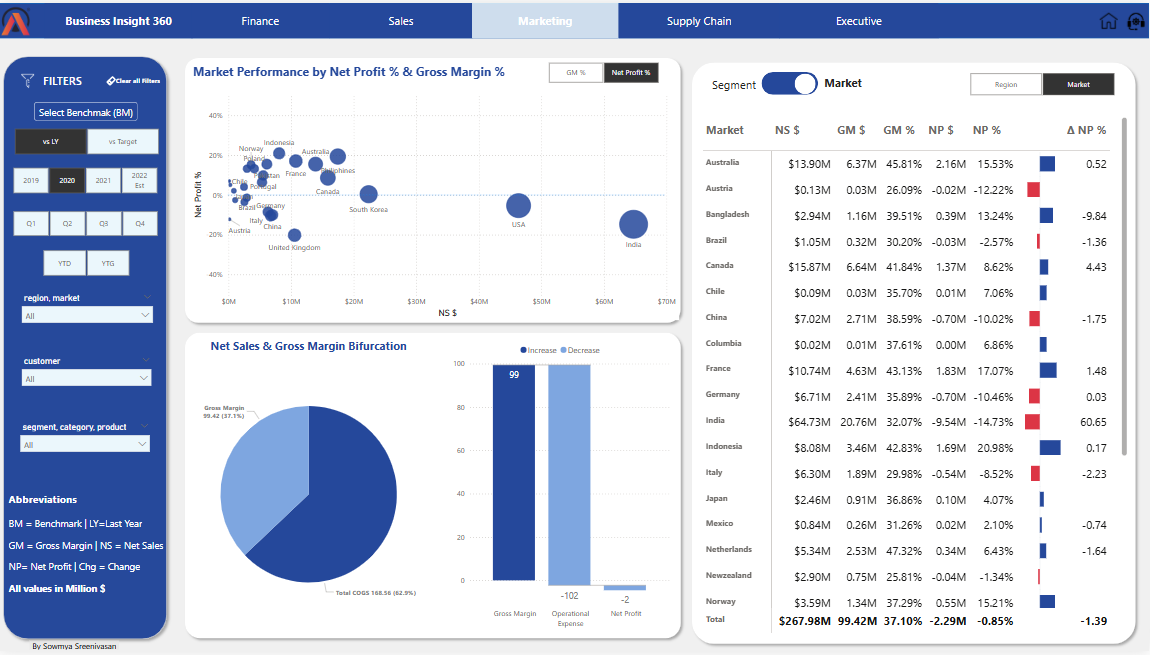 Business Insight 360
Finance
Sales
Marketing
Supply Chain
Executive
FILTERS
Clear all Filters
Select Benchmak (BM)
vs LY
vs Target
2019
2020
2021
2022 Est
Q1
Q2
Q3
Q4
YTD
YTG
region, market
All
customer
All
segment, category, product
All
Abbreviations
BM = Benchmark | LY=Last Year
GM = Gross Margin | NS = Net Sales
NP= Net Profit | Chg = Change
All values in Million $
By Sowmya Sreenivasan
Market Performance by Net Profit % & Gross Margin %
GM %
Net Profit %
Net Profit %
40%
20%
0%
-20%
-40%
Norway
Indonesia
Australia
Poland
France
Philiphines
Chile
Portugal
Canada
Brazil
Germany
South Korea
USA
Austria
Italy
China
United Kingdom
India
$0M
$10M
$20M
$30M
$40M
$50M
$60M
$70M
NS $
Net Sales & Gross Margin Bifurcation
Gross Margin
99.42 (37.1%)
Total COGS 168.56 (62.9%)
Increase
Decrease
100
80
60
40
20
0
99
-102
-2
Gross Margin
Operational Expense
Net Profit
Segment
Market
Region
Market
Market NS $ GM $ GM % NP $ NP % Δ NP %
Australia $13.90M 6.37M 45.81% 2.16M 15.53% 0.52
Austria $0.13M 0.03M 26.09% -0.02M -12.22%
Bangladesh $2.94M 1.16M 39.51% 0.39M 13.24% -9.84
Brazil $1.05M 0.32M 30.20% -0.03M -2.57% -1.36
Canada $15.87M 6.64M 41.84% 1.37M 8.62% 4.43
Chile $0.09M 0.03M 35.70% 0.01M 7.06%
China $7.02M 2.71M 38.59% -0.70M -10.02% -1.75
Columbia $0.02M 0.01M 37.61% 0.00M 6.86%
France $10.74M 4.63M 43.13% 1.83M 17.07% 1.48
Germany $6.71M 2.41M 35.89% -0.70M -10.46% 0.03
India $64.73M 20.76M 32.07% -9.54M -14.73% 60.65
Indonesia $8.08M 3.46M 42.83% 1.69M 20.98% 0.17
Italy $6.30M 1.89M 29.98% -0.54M -8.52% -2.23
Japan $2.46M 0.91M 36.86% 0.10M 4.07%
Mexico $0.84M 0.26M 31.26% 0.02M 2.10% -0.74
Netherlands $5.34M 2.53M 47.32% 0.34M 6.43% -1.64
Newzealand $2.90M 0.75M 25.81% -0.04M -1.34%
Norway $3.59M 1.34M 37.29% 0.55M 15.21%
Total $267.98M 99.42M 37.10% -2.29M -0.85% -1.39